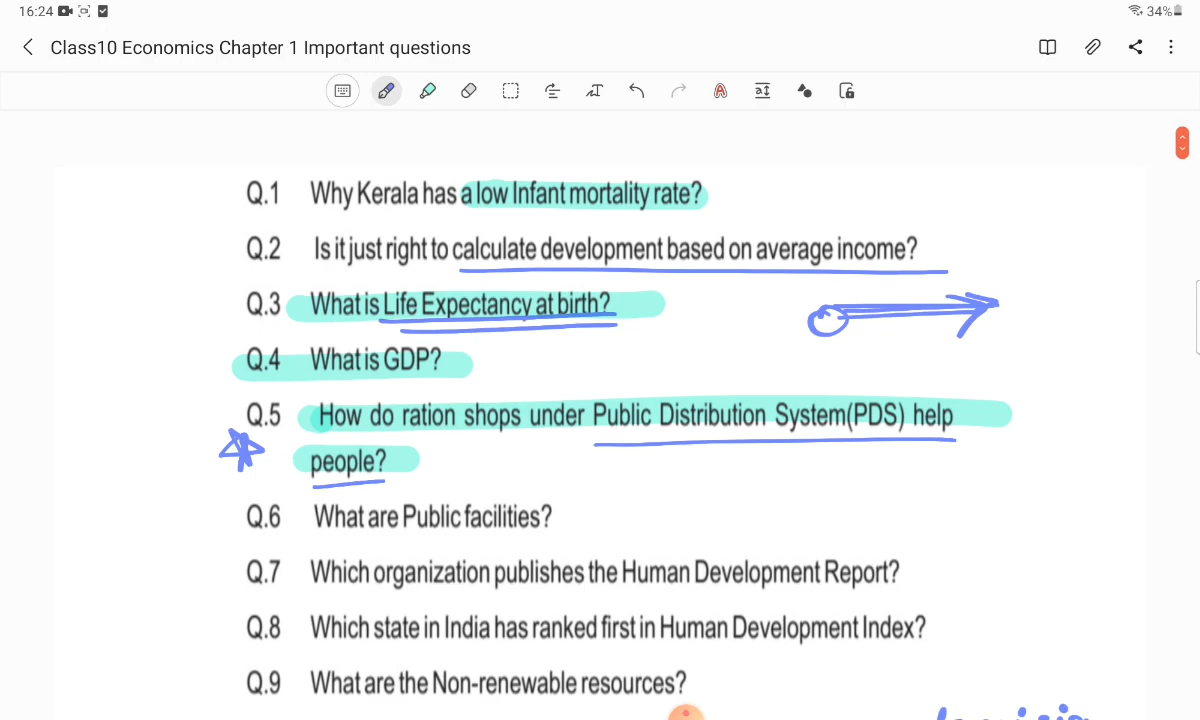 16:24
34%
Class10 Economics Chapter 1 Important questions
Q.1 Why Kerala has a low Infant mortality rate?
Q.2 Is it just right to calculate development based on average income?
Q.3 What is Life Expectancy at birth?
Q.4 What is GDP?
Q.5 How do ration shops under Public Distribution System(PDS) help
people?
Q.6 What are Public facilities?
Q.7 Which organization publishes the Human Development Report?
Q.8 Which state in India has ranked first in Human Development Index?
Q.9 What are the Non-renewable resources?